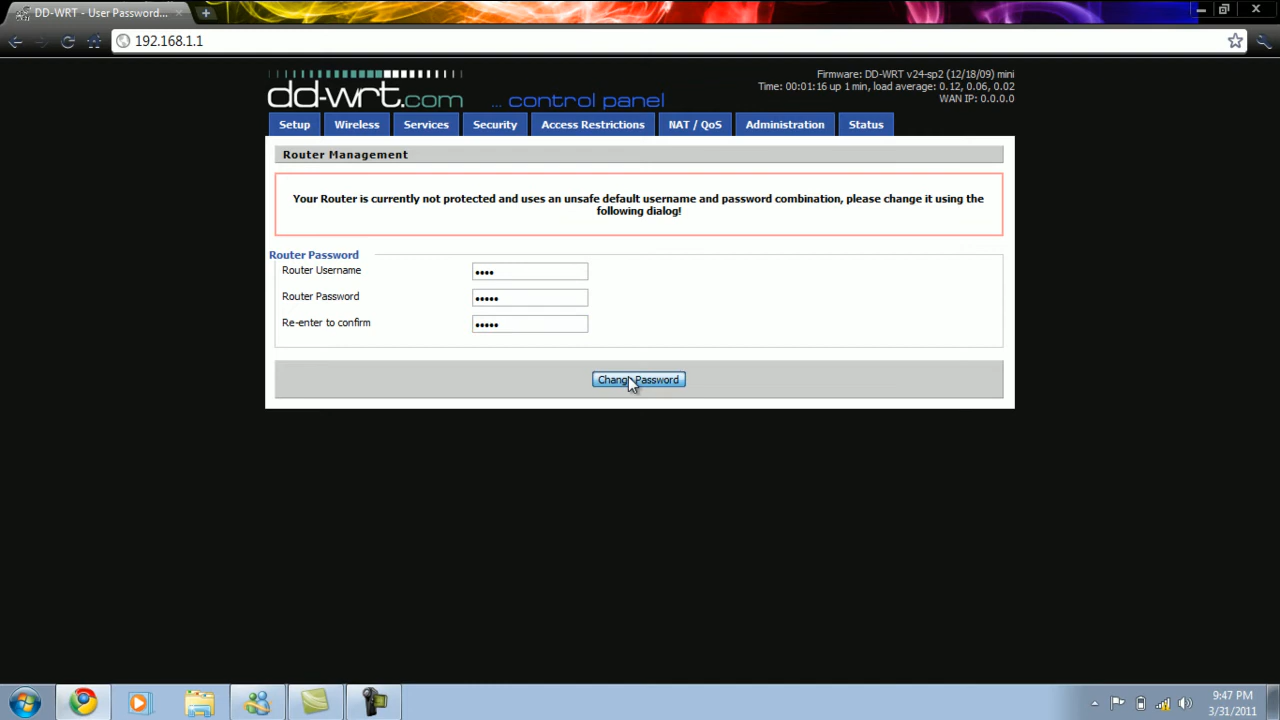 DD-WRT - User Password...
192.168.1.1
Firmware: DD-WRT v24-sp2 (12/18/09) mini
Time: 00:01:16 up 1 min, load average: 0.12, 0.06, 0.02
WAN IP: 0.0.0.0
dd-wrt.com ... control panel
Setup Wireless Services Security Access Restrictions NAT / QoS Administration Status
Router Management
Your Router is currently not protected and uses an unsafe default username and password combination, please change it using the
following dialog!
Router Password
Router Username ••••
Router Password •••••
Re-enter to confirm •••••
Change Password
9:47 PM
3/31/2011